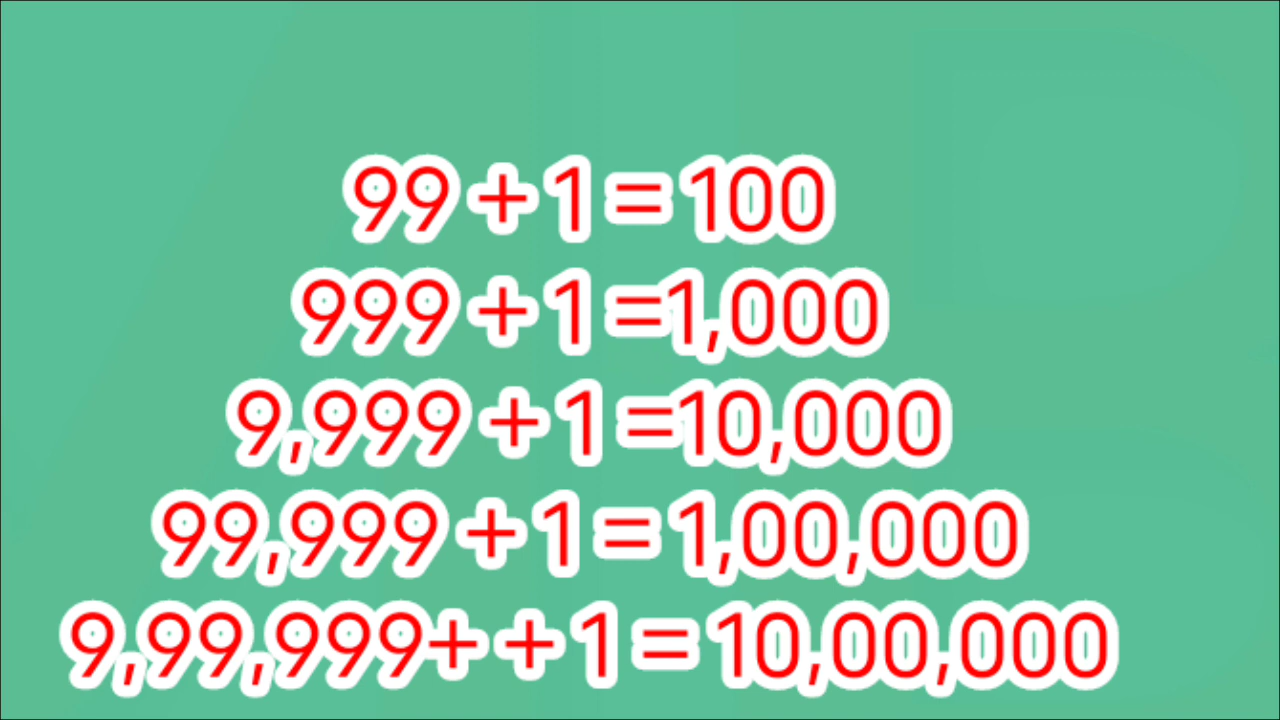 99 + 1 = 100
999 + 1 =1,000
9,999 + 1 =10,000
99,999 + 1 = 1,00,000
9,99,999+ + 1 = 10,00,000